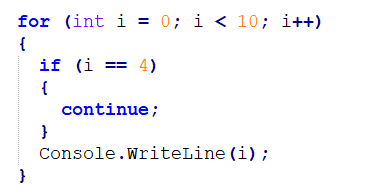 for (int i = 0; i < 10; i++)
{
  if (i == 4)
  {
    continue;
  }
  Console.WriteLine(i);
}